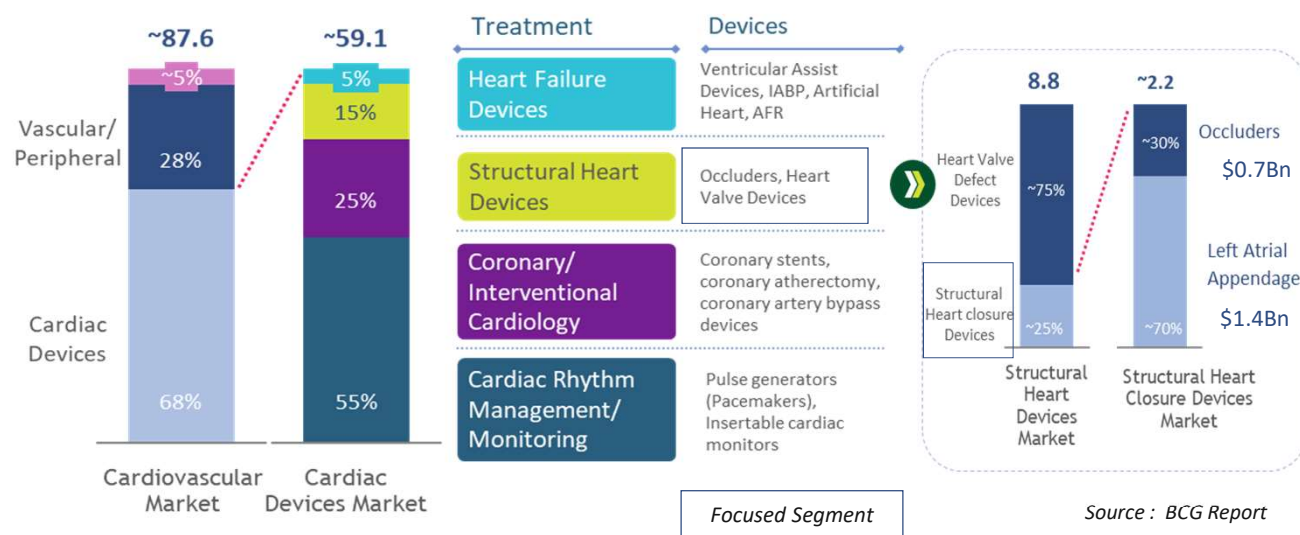 ~87.6
~5%
Vascular/
Peripheral
28%
Cardiac
Devices
68%
Cardiovascular
Market
~59.1
5%
15%
25%
55%
Cardiac
Devices Market
Treatment
Devices
Heart Failure
Devices
Ventricular Assist
Devices, IABP, Artificial
Heart, AFR
Structural Heart
Devices
Occluders, Heart
Valve Devices
Coronary/
Interventional
Cardiology
Coronary stents,
coronary atherectomy,
coronary artery bypass
devices
Cardiac Rhythm
Management/
Monitoring
Pulse generators
(Pacemakers),
Insertable cardiac
monitors
8.8
Heart Valve
Defect
Devices
~75%
Structural
Heart closure
Devices
~25%
Structural
Heart
Devices
Market
~2.2
~30%
Occluders
$0.7Bn
Left Atrial
Appendage
$1.4Bn
~70%
Structural Heart
Closure Devices
Market
Focused Segment
Source : BCG Report